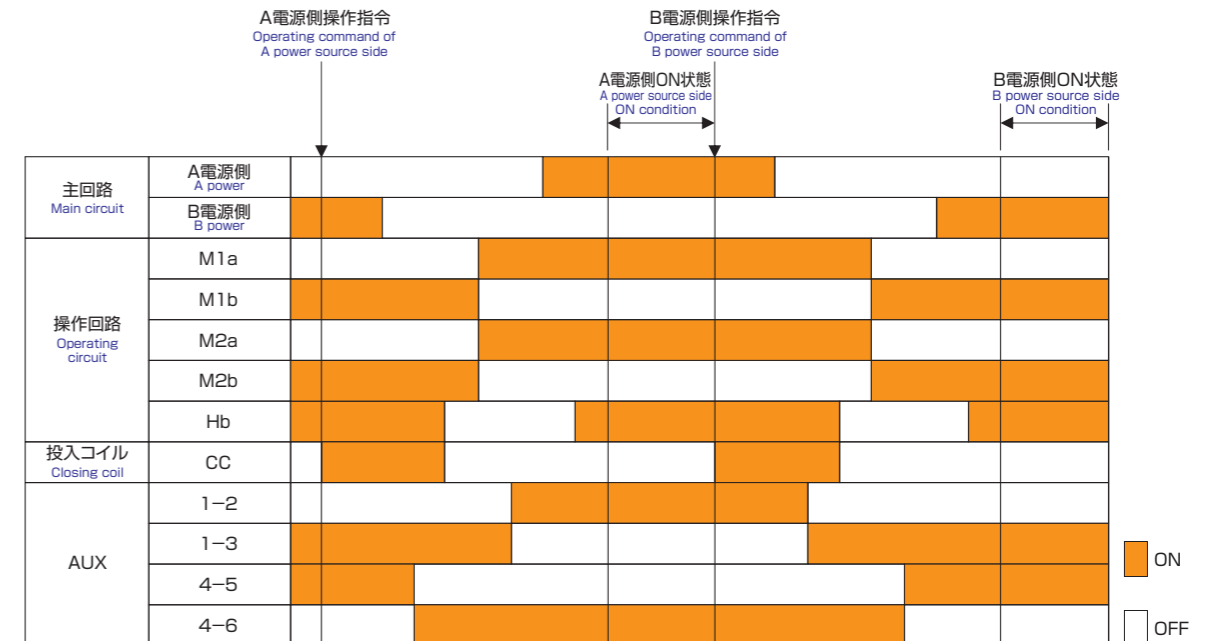 A電源側操作指令
Operating command of
A power source side
B電源側操作指令
Operating command of
B power source side
A電源側ON状態
A power source side
ON condition
B電源側ON状態
B power source side
ON condition
主回路
Main circuit
A電源側
A power
B電源側
B power
操作回路
Operating
circuit
M1a
M1b
M2a
M2b
Hb
投入コイル
Closing coil
CC
AUX
1−2
1−3
4−5
4−6
ON
OFF